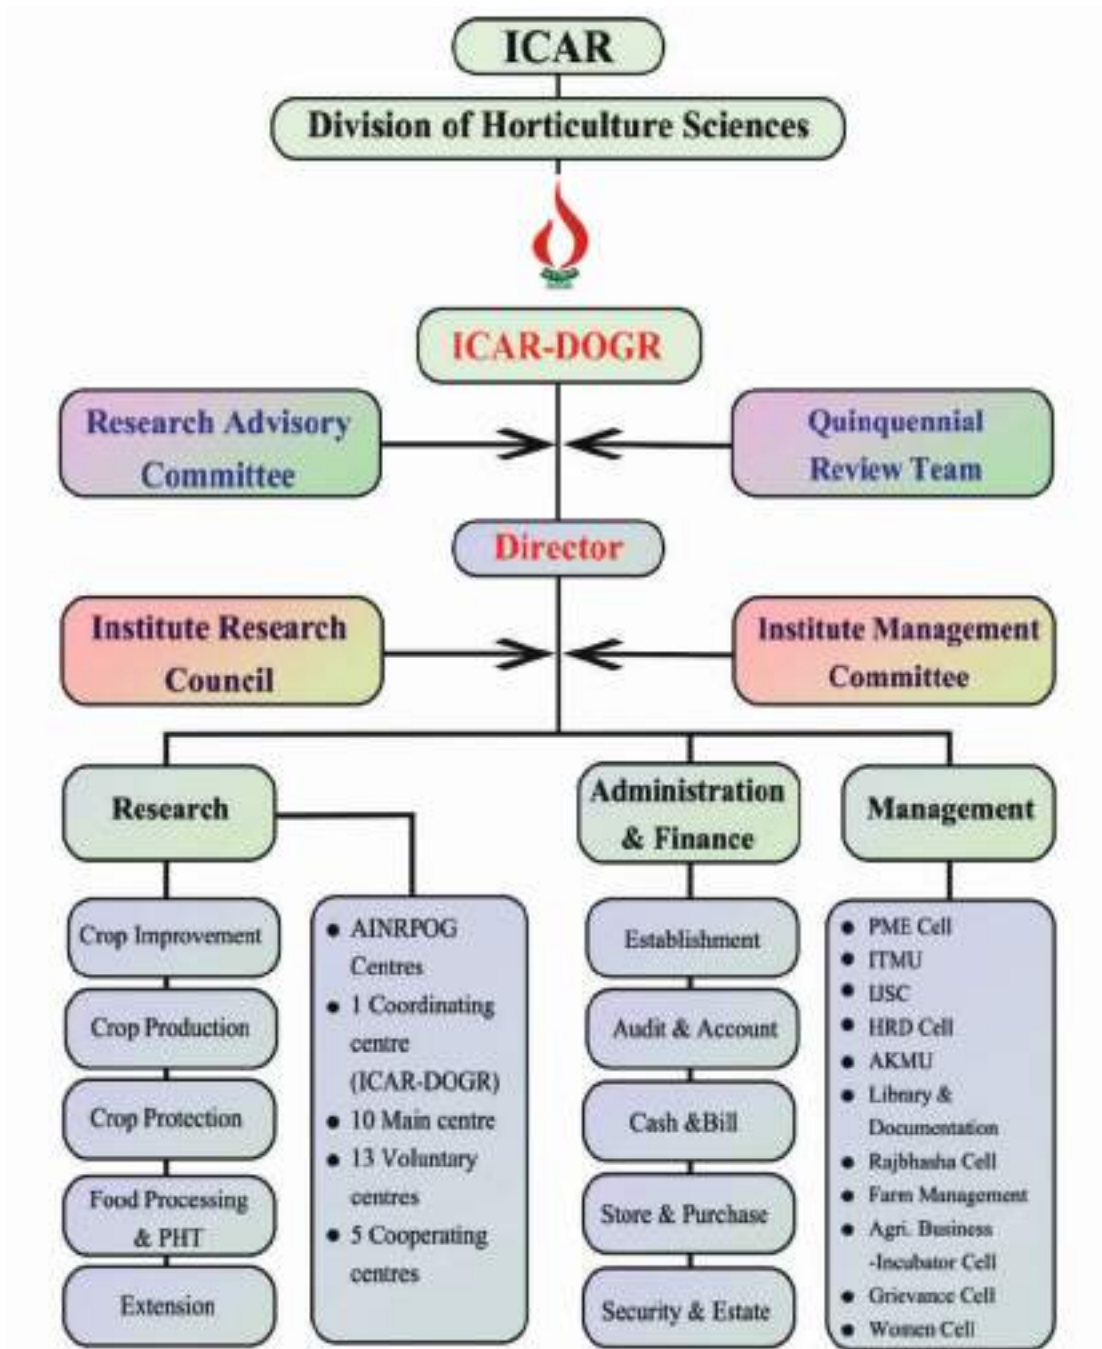 ICAR
Division of Horticulture Sciences
ICAR-DOGR
Research Advisory
Committee
Quinquennial
Review Team
Director
Institute Research
Council
Institute Management
Committee
Research
Administration
& Finance
Management
Crop Improvement
Crop Production
Crop Protection
Food Processing
& PHT
Extension
● AINRPOG
Centres
● 1 Coordinating
centre
(ICAR-DOGR)
● 10 Main centre
● 13 Voluntary
centres
● 5 Cooperating
centres
Establishment
Audit & Account
Cash &Bill
Store & Purchase
Security & Estate
● PME Cell
● ITMU
● IJSC
● HRD Cell
● AKMU
● Library &
Documentation
● Rajbhasha Cell
● Farm Management
● Agri. Business
-Incubator Cell
● Grievance Cell
● Women Cell